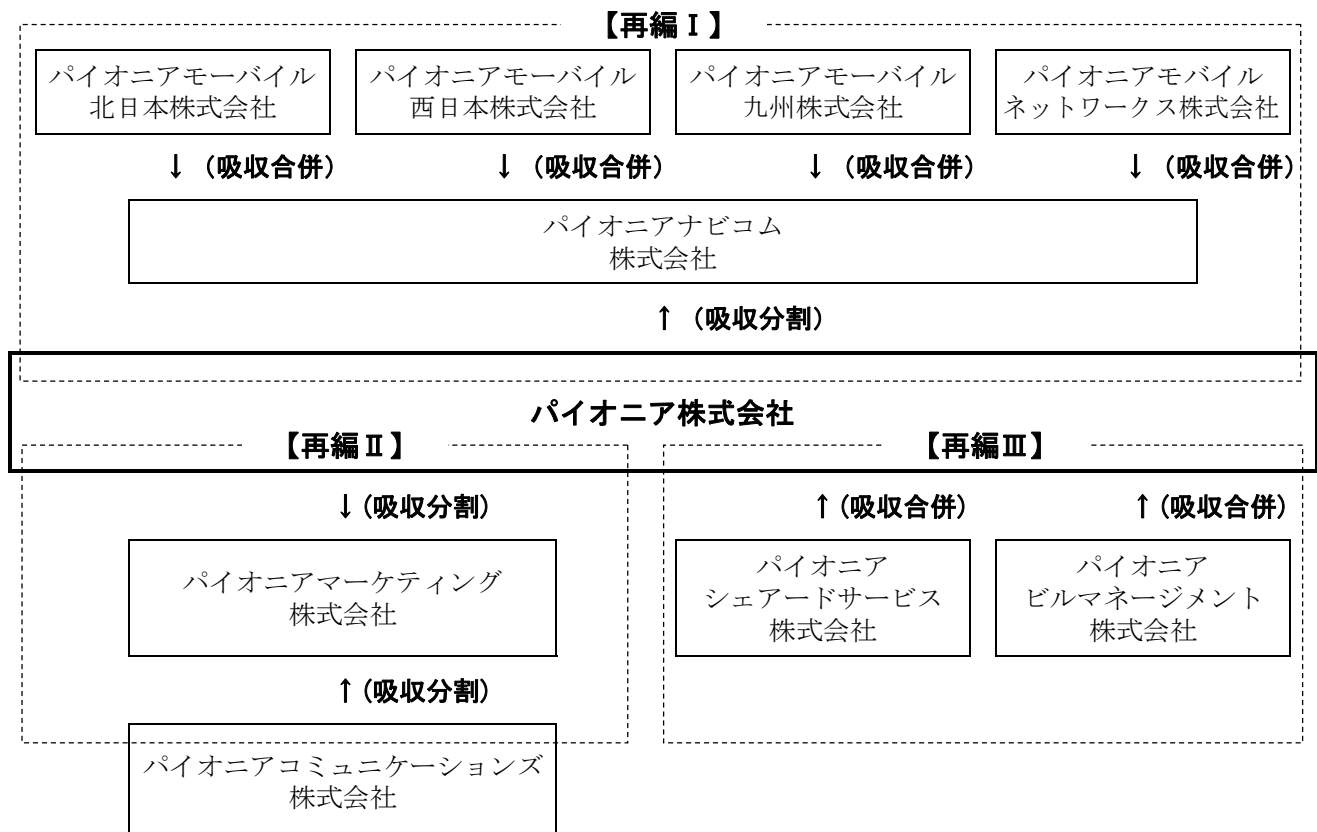 【再編Ⅰ】
パイオニアモーバイル
北日本株式会社
パイオニアモーバイル
西日本株式会社
パイオニアモーバイル
九州株式会社
パイオニアモバイル
ネットワークス株式会社
↓（吸収合併）
↓（吸収合併）
↓（吸収合併）
↓（吸収合併）
パイオニアナビコム
株式会社
↑（吸収分割）
パイオニア株式会社
【再編Ⅱ】
【再編Ⅲ】
↓(吸収分割)
↑(吸収合併)
↑(吸収合併)
パイオニアマーケティング
株式会社
パイオニア
シェアードサービス
株式会社
パイオニア
ビルマネージメント
株式会社
↑(吸収分割)
パイオニアコミュニケーションズ
株式会社